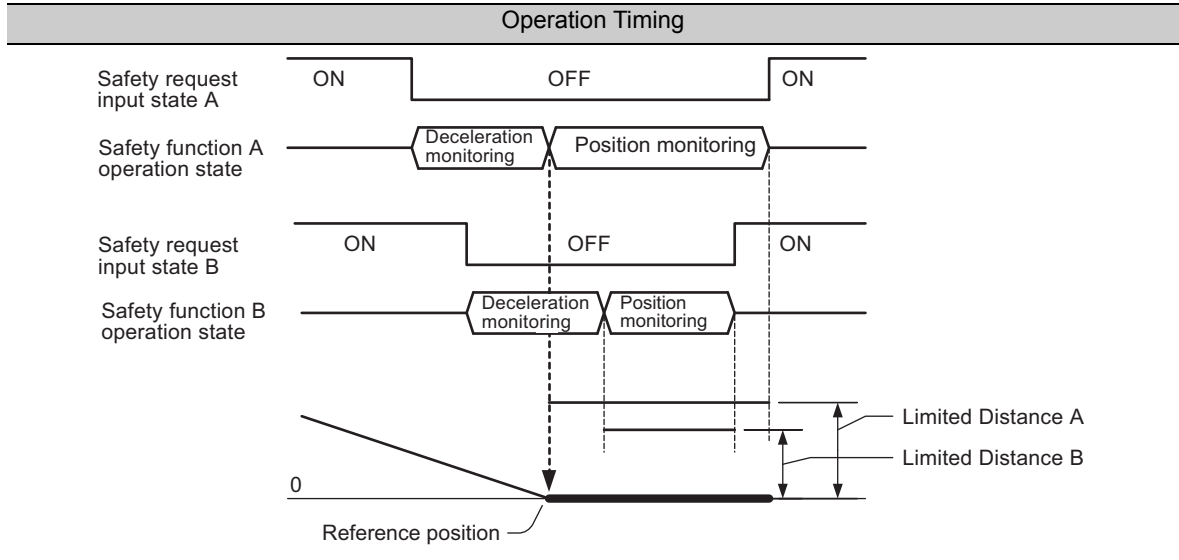 Operation Timing
Safety request
input state A
ON
OFF
ON
Safety function A
operation state
Deceleration
monitoring
Position monitoring
Safety request
input state B
ON
OFF
ON
Safety function B
operation state
Deceleration
monitoring
Position
monitoring
Limited Distance A
Limited Distance B
0
Reference position